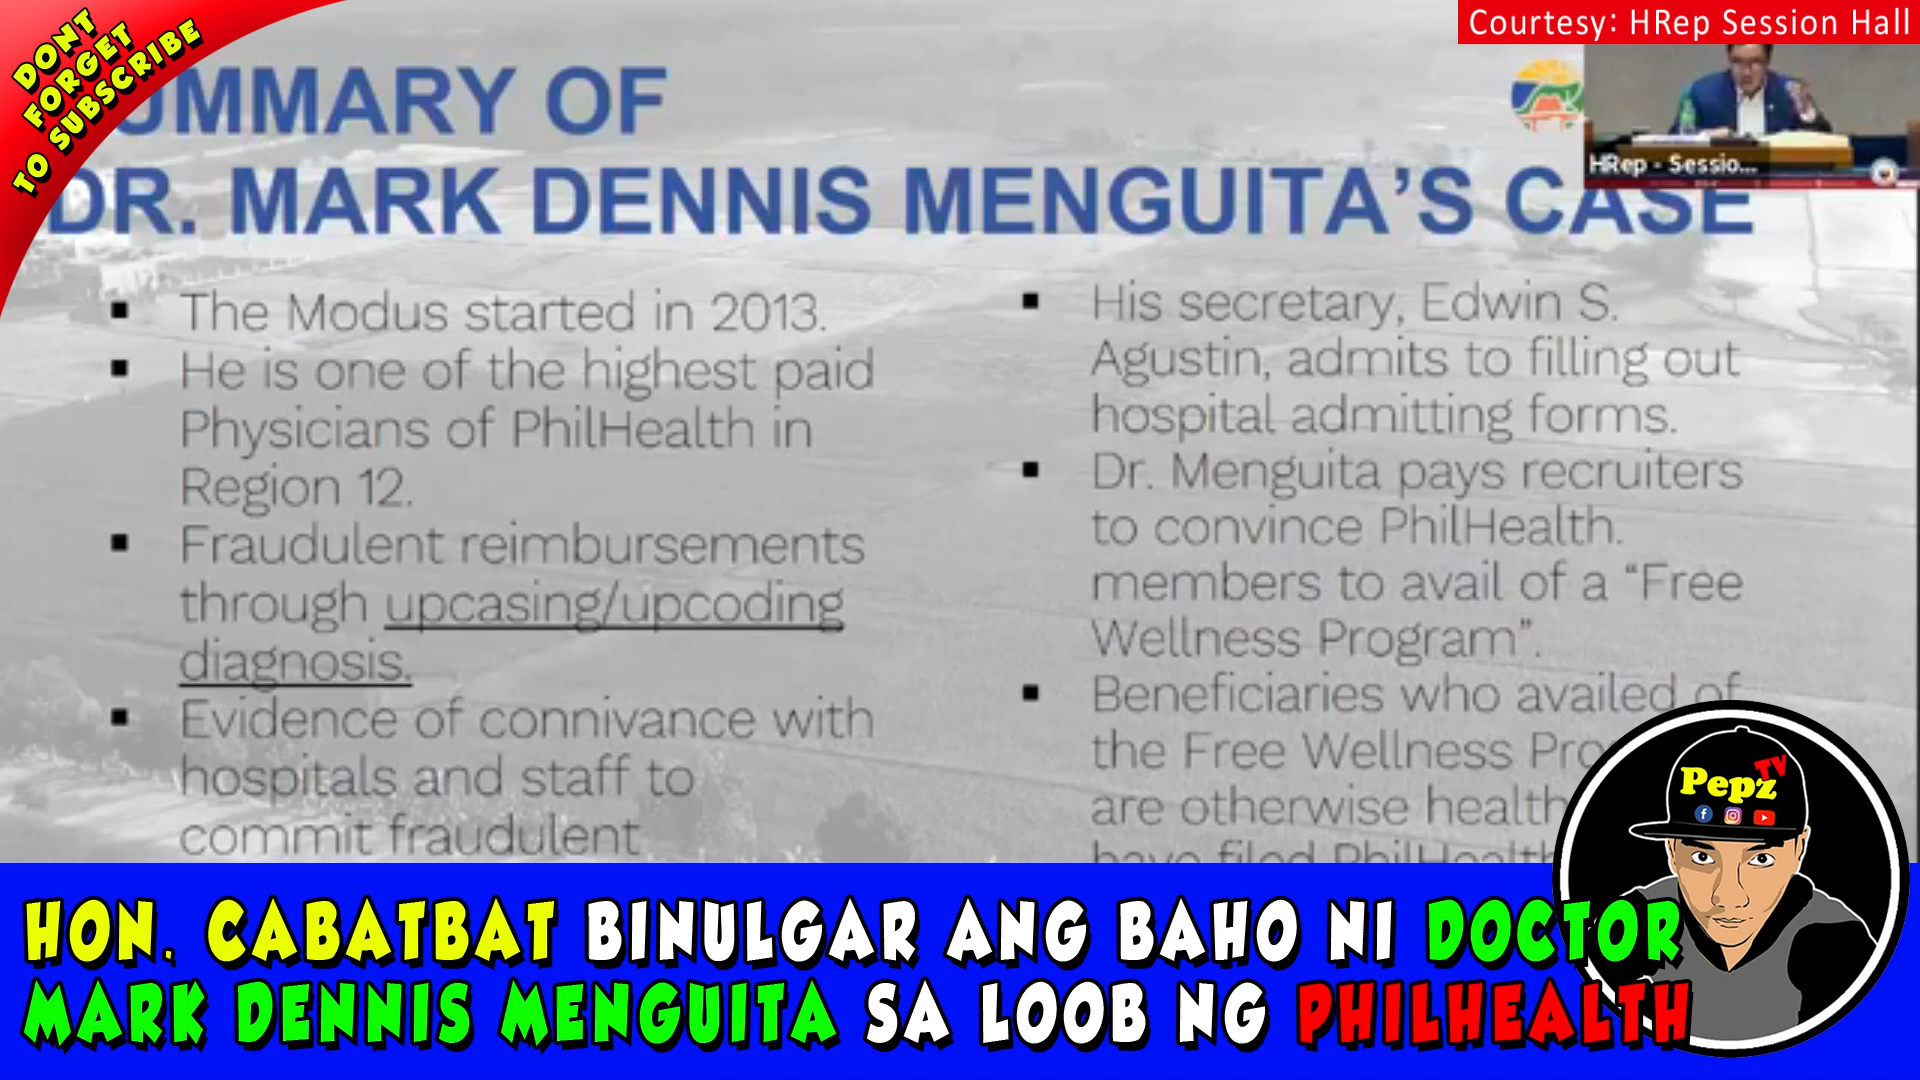 DONT
FORGET
TO SUBSCRIBE
Courtesy: HRep Session Hall
HRep - Sessio...
UMMARY OF
DR. MARK DENNIS MENGUITA’S CASE
▪ The Modus started in 2013.
▪ He is one of the highest paid
Physicians of PhilHealth in
Region 12.
▪ Fraudulent reimbursements
through upcasing/upcoding
diagnosis.
▪ Evidence of connivance with
hospitals and staff to
commit fraudulent
▪ His secretary, Edwin S.
Agustin, admits to filling out
hospital admitting forms.
▪ Dr. Menguita pays recruiters
to convince PhilHealth.
members to avail of a “Free
Wellness Program”.
▪ Beneficiaries who availed of
the Free Wellness Pro
are otherwise health
have filed PhilHealth
Pepz TV
HON. CABATBAT BINULGAR ANG BAHO NI DOCTOR
MARK DENNIS MENGUITA SA LOOB NG PHILHEALTH